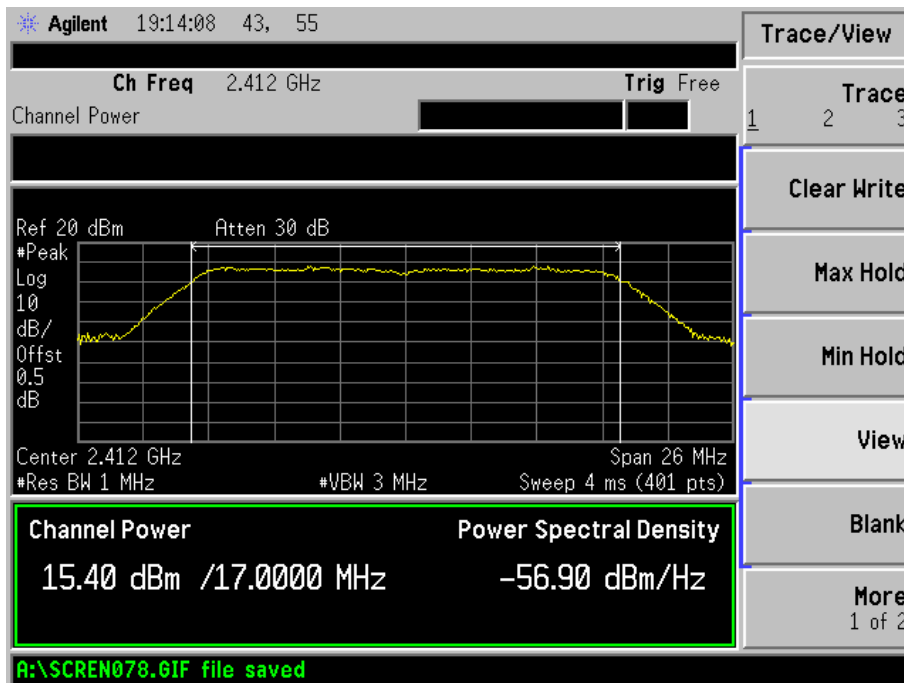 Agilent 19:14:08 43, 55
Trace/View
Ch Freq 2.412 GHz Trig Free
Channel Power
Trace
1 2 3
Clear Write
Max Hold
Min Hold
View
Blank
More
1 of 2
Ref 20 dBm Atten 30 dB
#Peak
Log
10
dB/
Offst
0.5
dB
Center 2.412 GHz Span 26 MHz
#Res BW 1 MHz #VBW 3 MHz Sweep 4 ms (401 pts)
Channel Power Power Spectral Density
15.40 dBm /17.0000 MHz -56.90 dBm/Hz
A:\SCREN078.GIF file saved